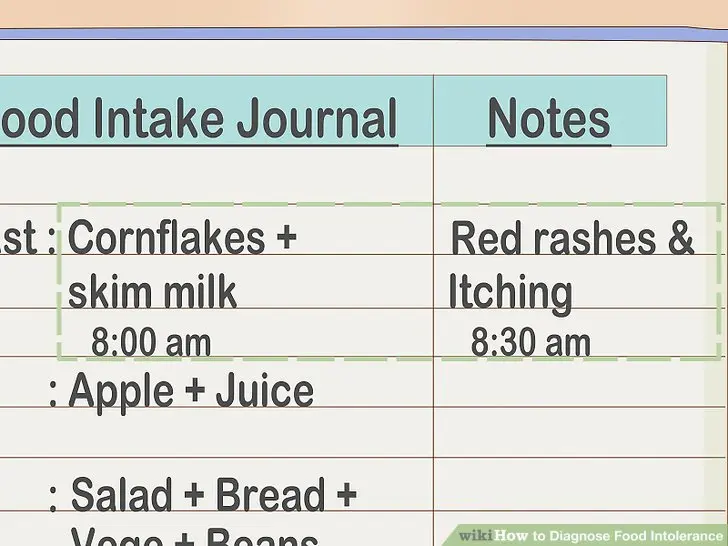 ood Intake Journal Notes
ast : Cornflakes + Red rashes &
skim milk Itching
8:00 am 8:30 am
: Apple + Juice
: Salad + Bread +
Vege + Beans
wikiHow to Diagnose Food Intolerance